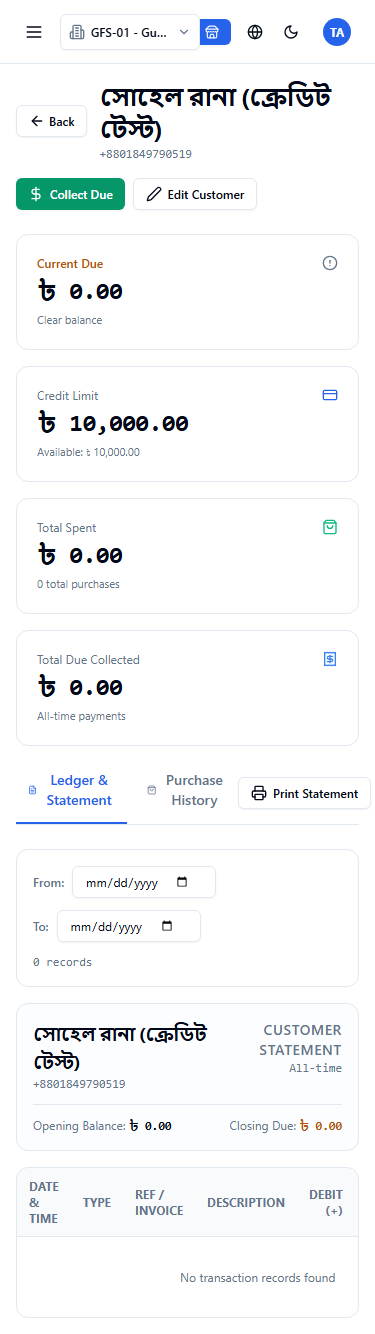 GFS-01 - Gu...
TA
Back
সোহেল রানা (ক্রেডিট
টেস্ট)
+8801849790519
Collect Due
Edit Customer
Current Due
৳ 0.00
Clear balance
Credit Limit
৳ 10,000.00
Available: ৳ 10,000.00
Total Spent
৳ 0.00
0 total purchases
Total Due Collected
৳ 0.00
All-time payments
Ledger &
Statement
Purchase
History
Print Statement
From:
mm/dd/yyyy
To:
mm/dd/yyyy
0 records
সোহেল রানা (ক্রেডিট
টেস্ট)
+8801849790519
CUSTOMER
STATEMENT
All-time
Opening Balance: ৳ 0.00
Closing Due: ৳ 0.00
DATE
&
TIME
TYPE
REF /
INVOICE
DESCRIPTION
DEBIT
(+)
No transaction records found